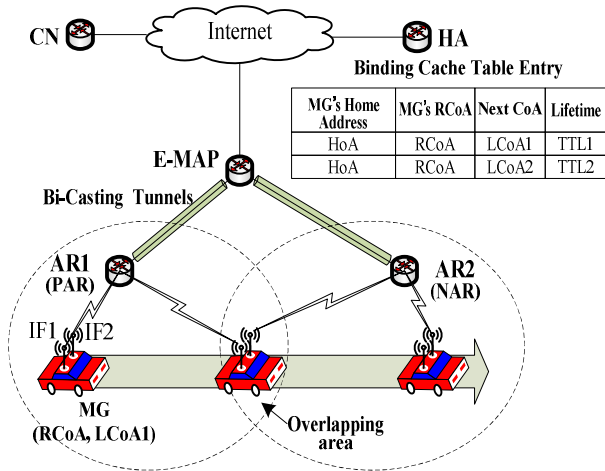 CN
Internet
HA
Binding Cache Table Entry
MG's Home Address MG's RCoA Next CoA Lifetime
HoA RCoA LCoA1 TTL1
HoA RCoA LCoA2 TTL2
E-MAP
Bi-Casting Tunnels
AR1
(PAR)
AR2
(NAR)
IF1 IF2
MG
(RCoA, LCoA1)
Overlapping
area